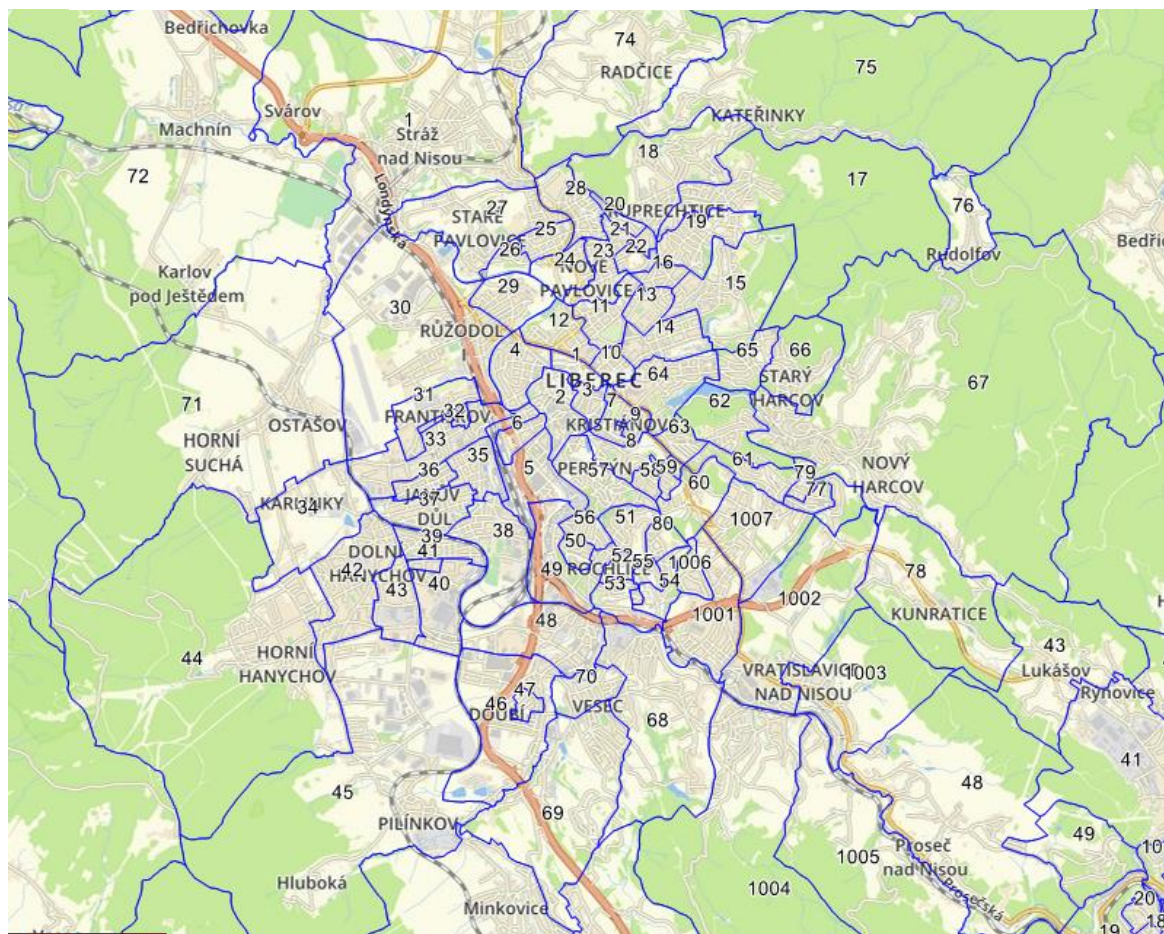 Bedřichovka
74
RADČICE
75
Svárov
1
Machnín
Stráž
nad Nisou
KATEŘINKY
18
72
Londýnská
28
17
76
27
20
RUPRECHTICE
STARÉ
PAVLOVICE
25
21
19
26
23
22
Rudolfov
24
NOVÉ
PAVLOVICE
16
Karlov
pod Ještědem
29
13
15
30
11
12
RŮŽODOL
I
14
4
1
10
65
66
LIBEREC
64
STARÝ
HARCOV
67
71
31
2
3
7
62
FRANTIŠKOV
32
9
OSTAŠOV
6
KRISTIÁNOV
63
33
8
HORNÍ
SUCHÁ
35
5
PERŠTÝN
61
NOVÝ
HARCOV
36
57
58
59
79
60
77
KARLINKY
34
JANŮV
DŮL
37
56
51
1007
38
80
39
50
41
52
DOLNÍ
HANYCHOV
42
49
ROCHLICE
55
1006
78
43
40
53
54
1002
KUNRATICE
48
1001
43
44
HORNÍ
HANYCHOV
Lukášov
VRATISLAVICE
NAD NISOU
1003
70
Rýnovice
47
46
DOUBÍ
VESEC
68
41
45
48
69
PILÍNKOV
49
Proseč
nad Nisou
1005
Hluboká
1004
Prosečská
Minkovice
20
18
19